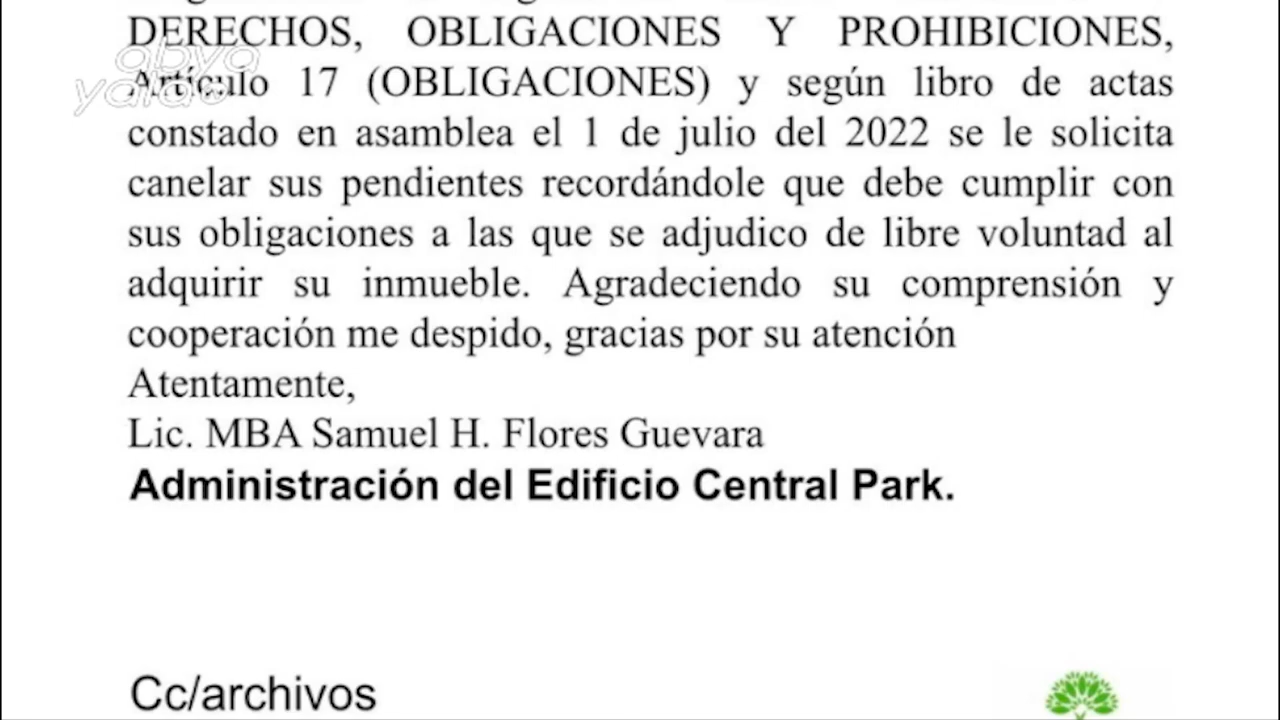 DERECHOS, OBLIGACIONES Y PROHIBICIONES,
Artículo 17 (OBLIGACIONES) y según libro de actas
constado en asamblea el 1 de julio del 2022 se le solicita
canelar sus pendientes recordándole que debe cumplir con
sus obligaciones a las que se adjudico de libre voluntad al
adquirir su inmueble. Agradeciendo su comprensión y
cooperación me despido, gracias por su atención
Atentamente,
Lic. MBA Samuel H. Flores Guevara
Administración del Edificio Central Park.
Cc/archivos
abya
yala